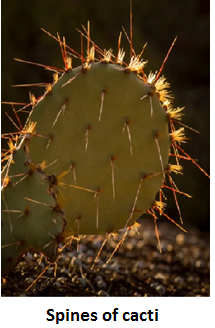 Spines of cacti